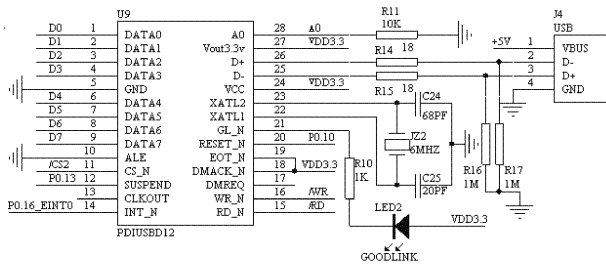 U9
R11
J4
D0 1 DATA0 A0 28 A0 10K USB
D1 2 DATA1 Vout3.3v 27 VDD3.3 R14 18 +5V 1 VBUS
D2 3 DATA2 D+ 26 2 D-
D3 4 DATA3 D- 25 3 D+
5 GND VCC 24 VDD3.3 R15 18 4 GND
D4 6 DATA4 XATL2 23 C24
D5 7 DATA5 XATL1 22 68PF
D6 8 DATA6 GL_N 21 JZ2
D7 9 DATA7 RESET_N 20 P0.10 6MHZ
10 ALE EOT_N 19 R10 C25 R16 R17
/CS2 11 CS_N DMACK_N 18 VDD3.3 1K 20PF 1M 1M
P0.13 12 SUSPEND DMREQ 17
13 CLKOUT WR_N 16 /WR LED2
P0.16_EINT0 14 INT_N RD_N 15 /RD VDD3.3
PDIUSBD12
GOODLINK